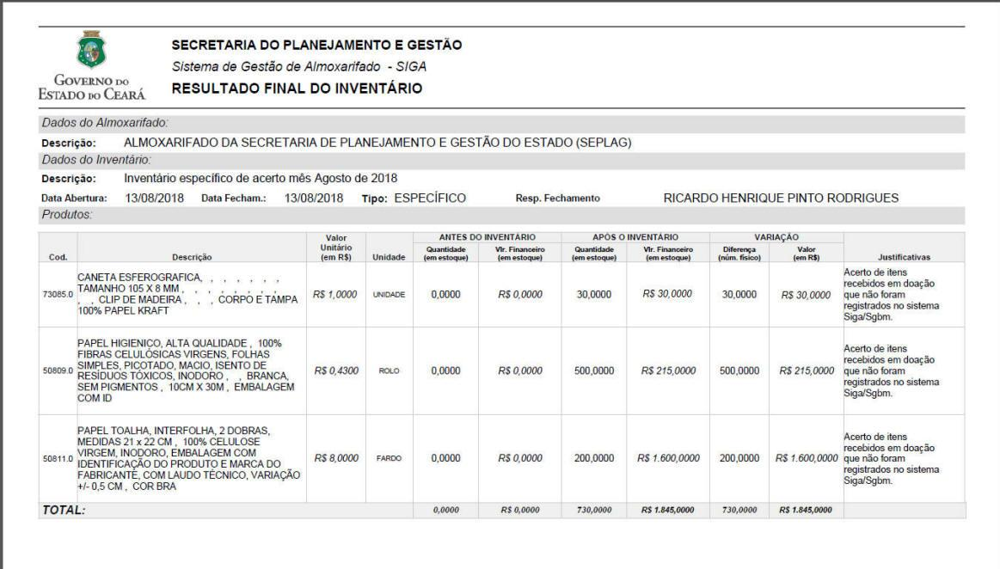 GOVERNO DO
ESTADO DO CEARÁ
SECRETARIA DO PLANEJAMENTO E GESTÃO
Sistema de Gestão de Almoxarifado - SIGA
RESULTADO FINAL DO INVENTÁRIO
Dados do Almoxarifado:
Descrição: ALMOXARIFADO DA SECRETARIA DE PLANEJAMENTO E GESTÃO DO ESTADO (SEPLAG)
Dados do Inventário:
Descrição: Inventário específico de acerto mês Agosto de 2018
Data Abertura: 13/08/2018 Data Fecham.: 13/08/2018 Tipo: ESPECÍFICO Resp. Fechamento RICARDO HENRIQUE PINTO RODRIGUES
Produtos:
Cod.
Descrição
Valor
Unitário
(em R$)
Unidade
ANTES DO INVENTÁRIO
Quantidade
(em estoque)
Vlr. Financeiro
(em estoque)
APÓS O INVENTÁRIO
Quantidade
(em estoque)
Vlr. Financeiro
(em estoque)
VARIAÇÃO
Diferença
(núm. físico)
Valor
(em R$)
Justificativas
73085.0
CANETA ESFEROGRAFICA, , , , , , ,
TAMANHO 105 X 8 MM , , , , , , , ,
, , CLIP DE MADEIRA , , , CORPO E TAMPA
100% PAPEL KRAFT
R$ 1,0000
UNIDADE
0,0000
R$ 0,0000
30,0000
R$ 30,0000
30,0000
R$ 30,0000
Acerto de itens
recebidos em doação
que não foram
registrados no sistema
Siga/Sgbm.
50809.0
PAPEL HIGIENICO, ALTA QUALIDADE , 100%
FIBRAS CELULÓSICAS VIRGENS, FOLHAS
SIMPLES, PICOTADO, MACIO, ISENTO DE
RESÍDUOS TÓXICOS, INODORO , , BRANCA,
SEM PIGMENTOS , 10CM X 30M , EMBALAGEM
COM ID
R$ 0,4300
ROLO
0,0000
R$ 0,0000
500,0000
R$ 215,0000
500,0000
R$ 215,0000
Acerto de itens
recebidos em doação
que não foram
registrados no sistema
Siga/Sgbm.
50811.0
PAPEL TOALHA, INTERFOLHA, 2 DOBRAS,
MEDIDAS 21 x 22 CM , 100% CELULOSE
VIRGEM, INODORO, EMBALAGEM COM
IDENTIFICAÇÃO DO PRODUTO E MARCA DO
FABRICANTE, COM LAUDO TÉCNICO, VARIAÇÃO
+/- 0,5 CM , COR BRA
R$ 8,0000
FARDO
0,0000
R$ 0,0000
200,0000
R$ 1.600,0000
200,0000
R$ 1.600,0000
Acerto de itens
recebidos em doação
que não foram
registrados no sistema
Siga/Sgbm.
TOTAL: 0,0000 R$ 0,0000 730,0000 R$ 1.845,0000 730,0000 R$ 1.845,0000